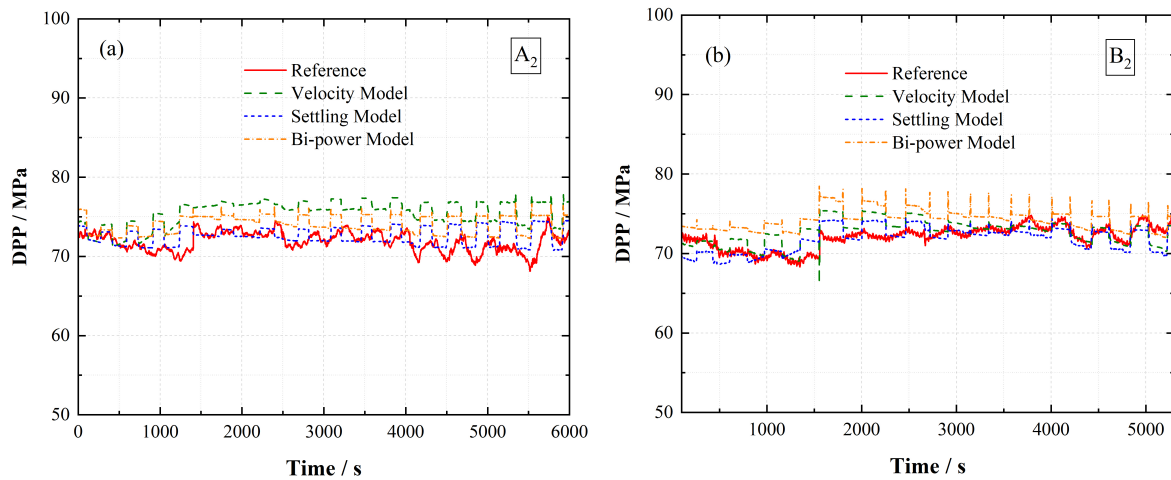 (a)
A2
Reference
Velocity Model
Settling Model
Bi-power Model
DPP / MPa
100
90
80
70
60
50
0
1000
2000
3000
4000
5000
6000
Time / s
(b)
B2
Reference
Velocity Model
Settling Model
Bi-power Model
DPP / MPa
100
90
80
70
60
50
1000
2000
3000
4000
5000
Time / s